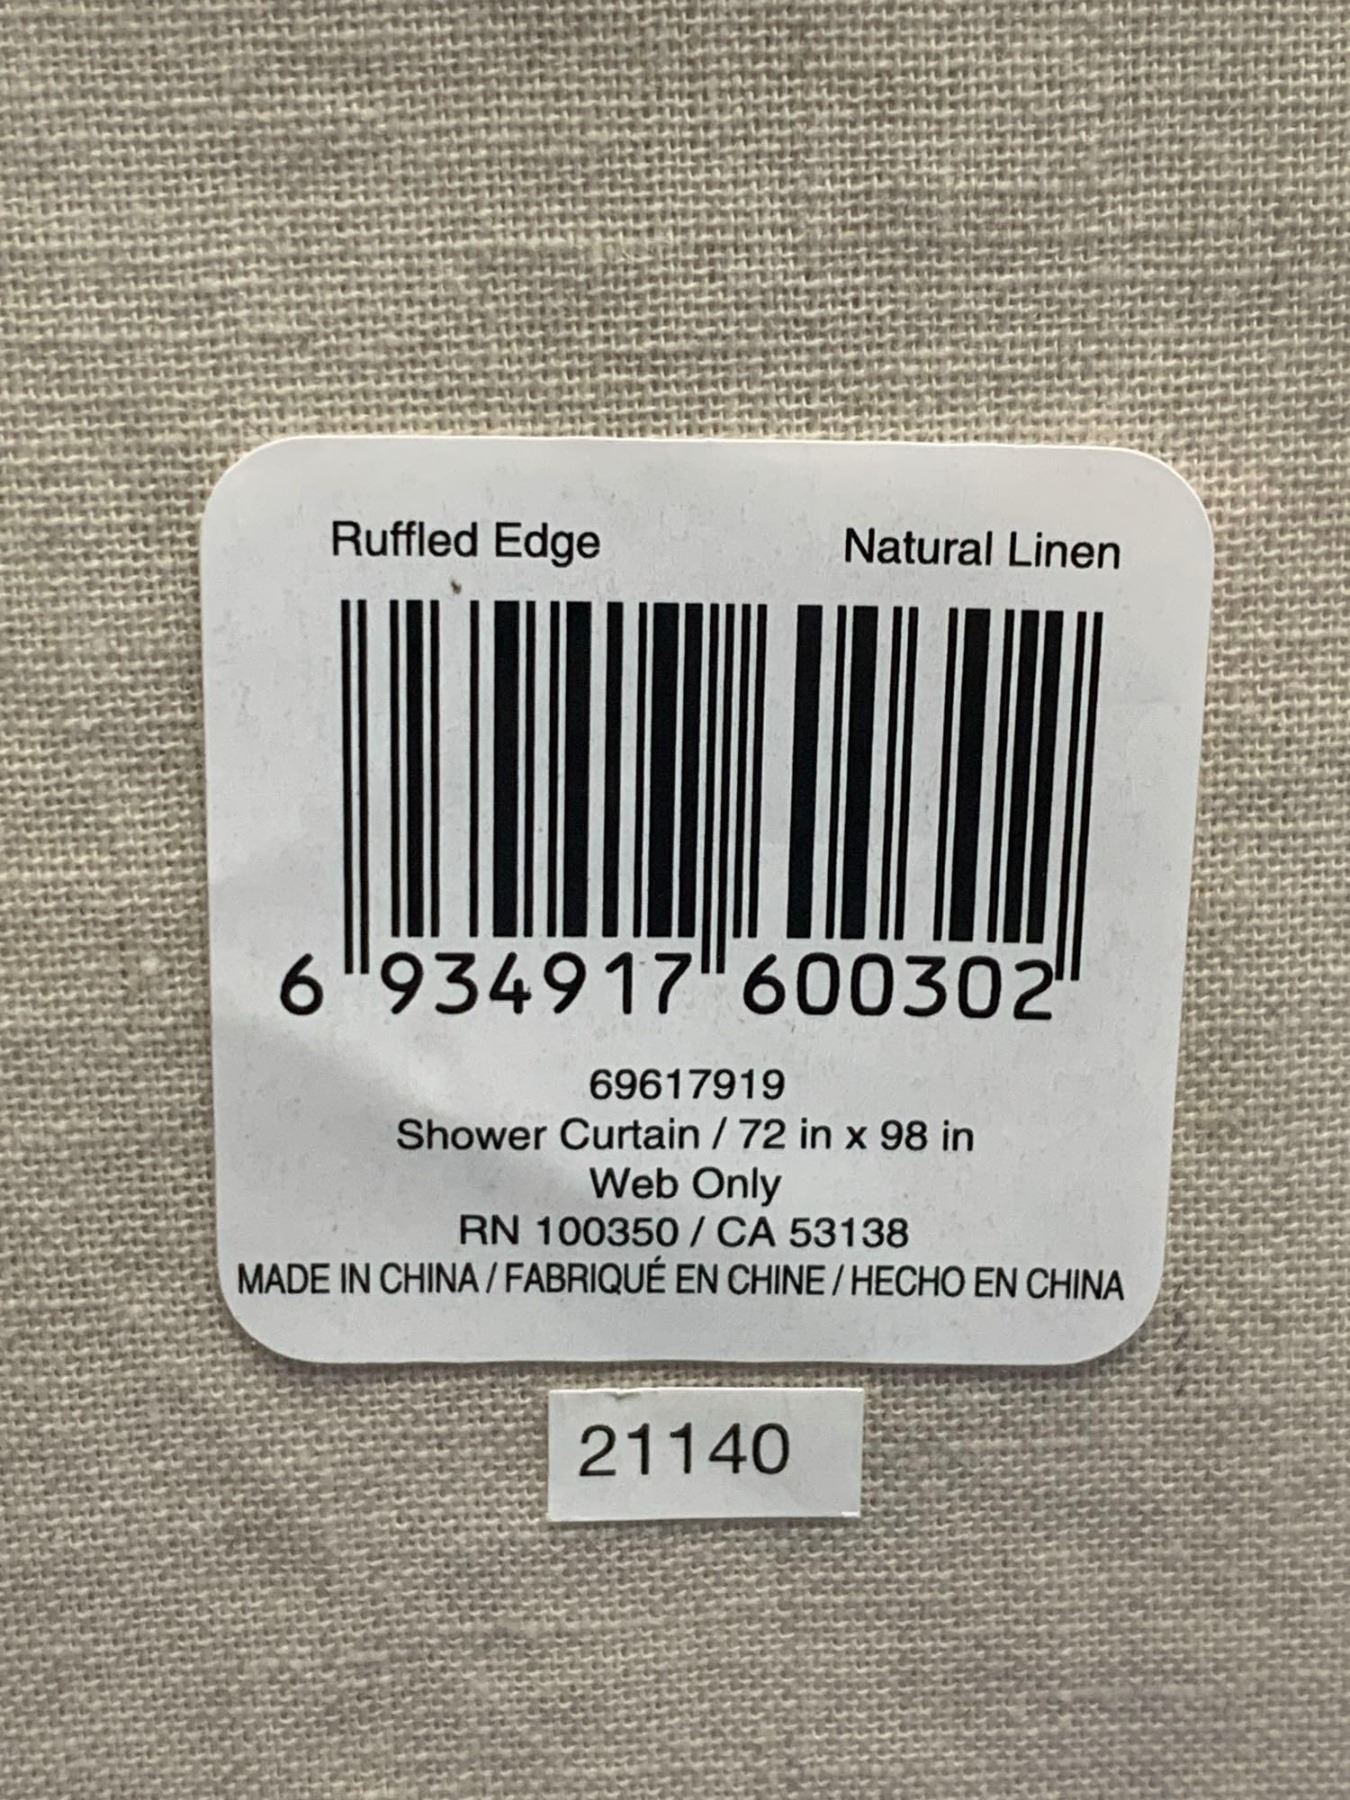 Ruffled Edge Natural Linen
6 934917 600302
69617919
Shower Curtain / 72 in x 98 in
Web Only
RN 100350 / CA 53138
MADE IN CHINA / FABRIQUÉ EN CHINE / HECHO EN CHINA
21140